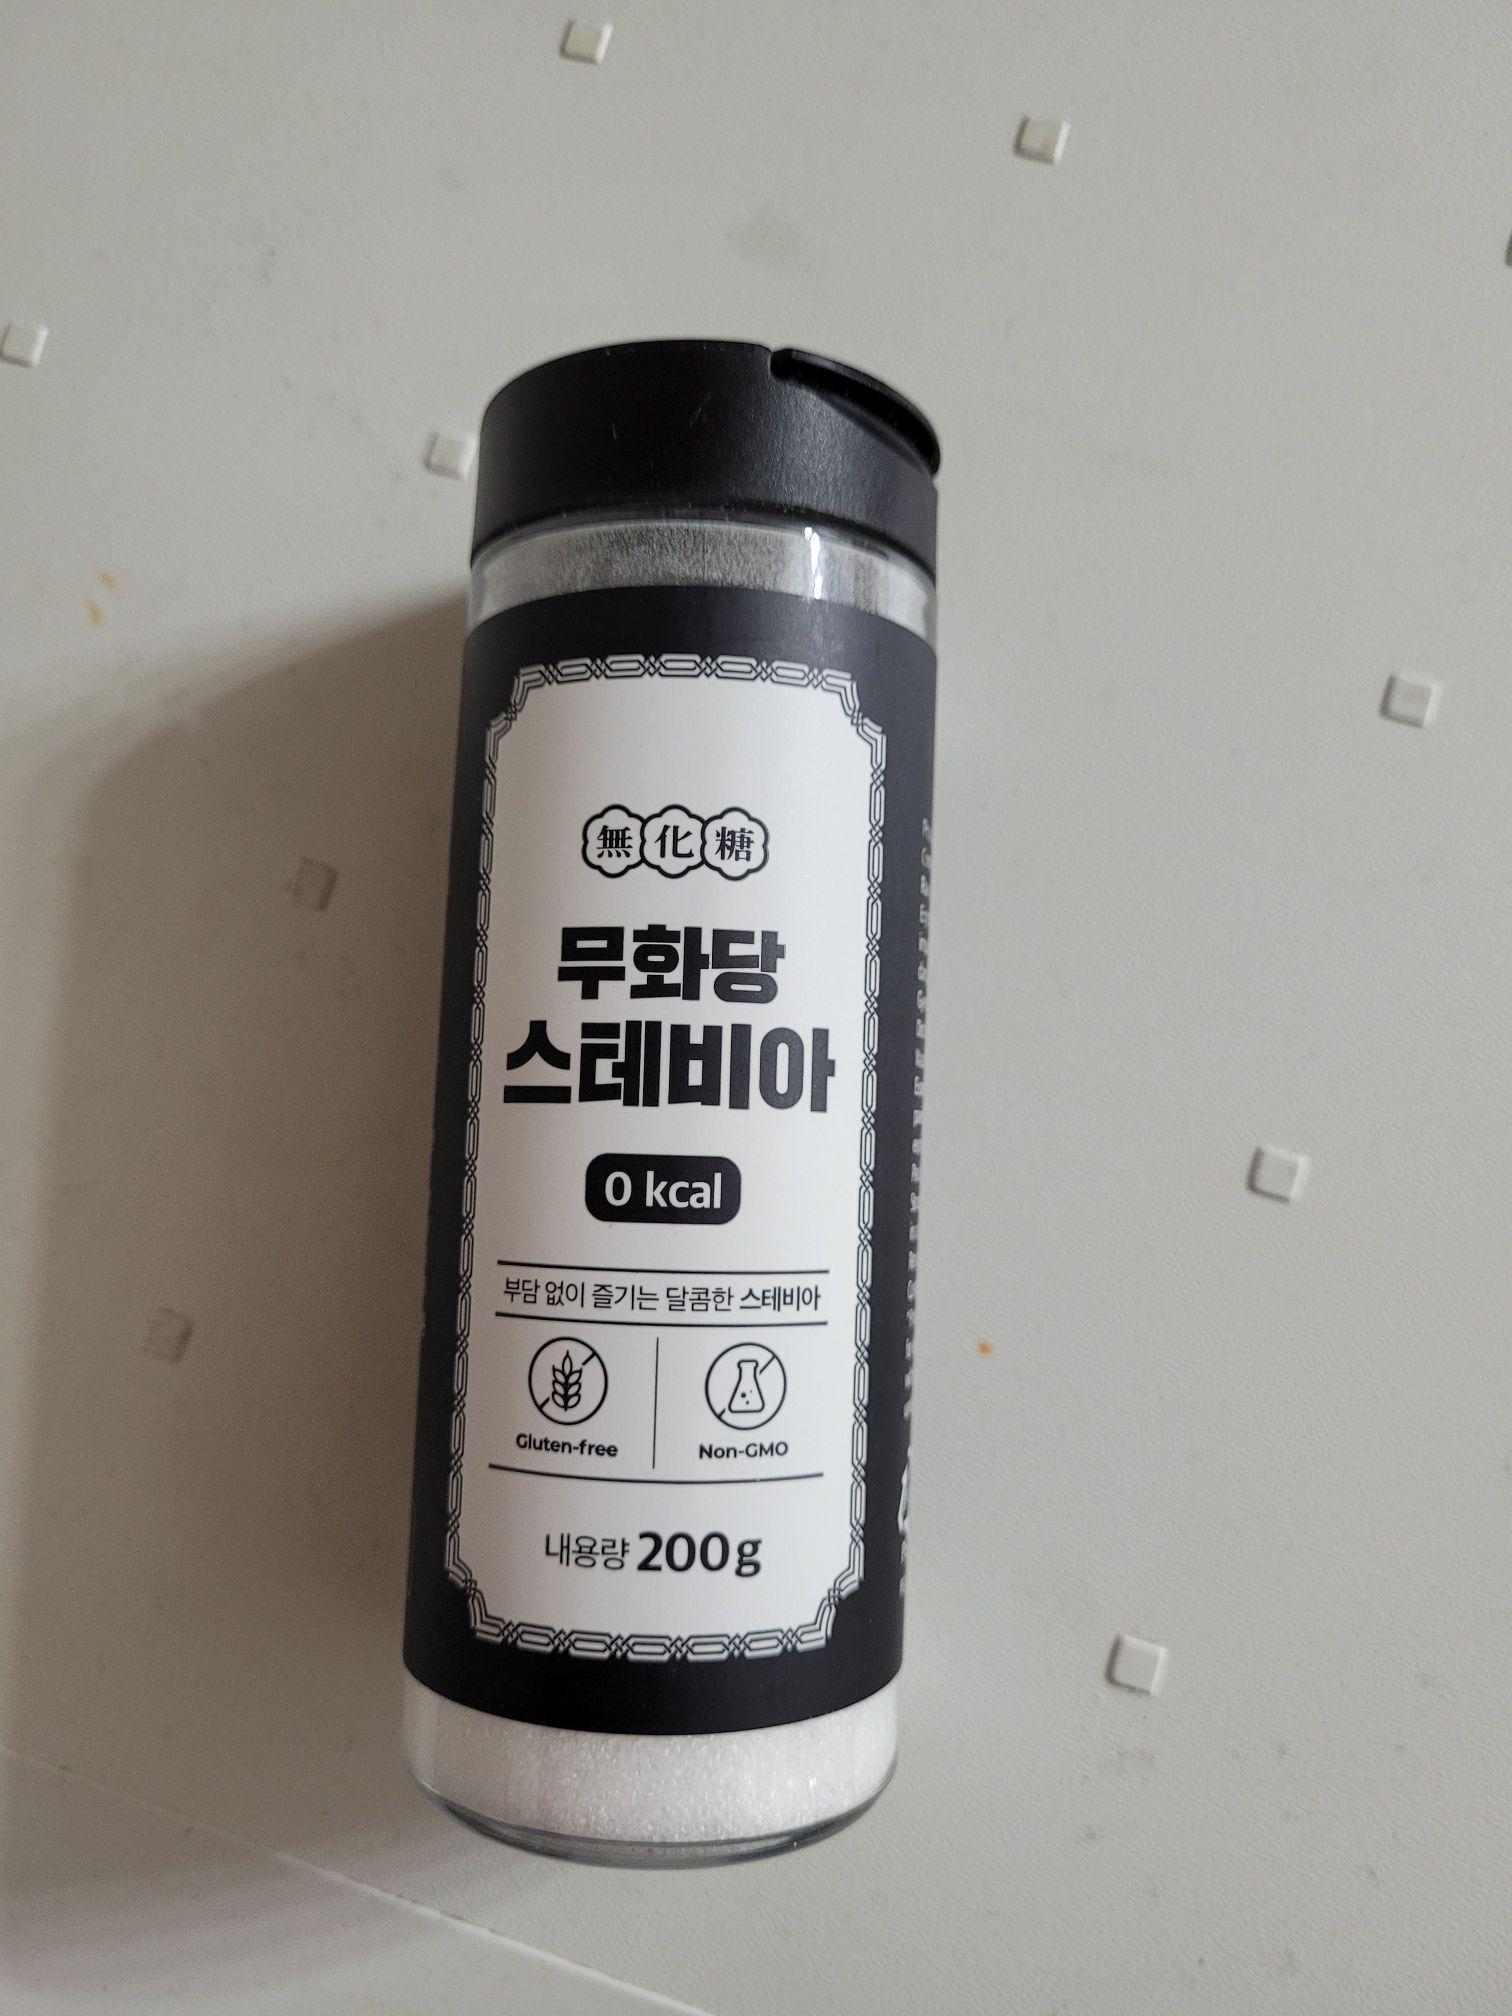 無化糖
무화당
스테비아
0 kcal
부담 없이 즐기는 달콤한 스테비아
Gluten-free
Non-GMO
내용량 200g